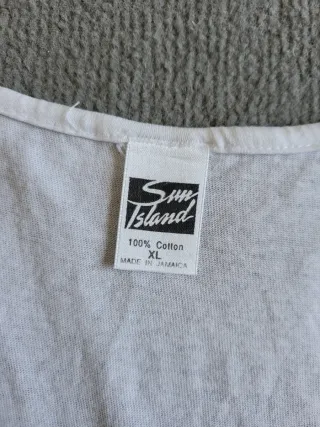 Sun
Island
100% Cotton
XL
MADE IN JAMAICA